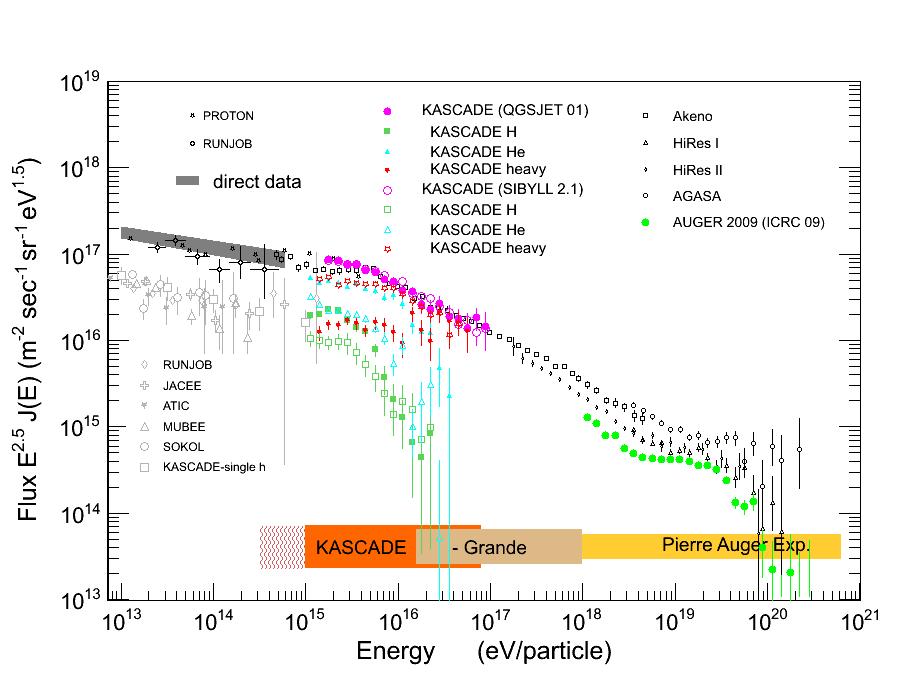 10^19
PROTON
RUNJOB
direct data
KASCADE (QGSJET 01)
KASCADE H
KASCADE He
KASCADE heavy
KASCADE (SIBYLL 2.1)
KASCADE H
KASCADE He
KASCADE heavy
Akeno
HiRes I
HiRes II
AGASA
AUGER 2009 (ICRC 09)
10^18
10^17
10^16
10^15
10^14
10^13
Flux E^2.5 J(E) (m^-2 sec^-1 sr^-1 eV^1.5)
RUNJOB
JACEE
ATIC
MUBEE
SOKOL
KASCADE-single h
KASCADE - Grande
Pierre Auger Exp.
10^13 10^14 10^15 10^16 10^17 10^18 10^19 10^20 10^21
Energy (eV/particle)